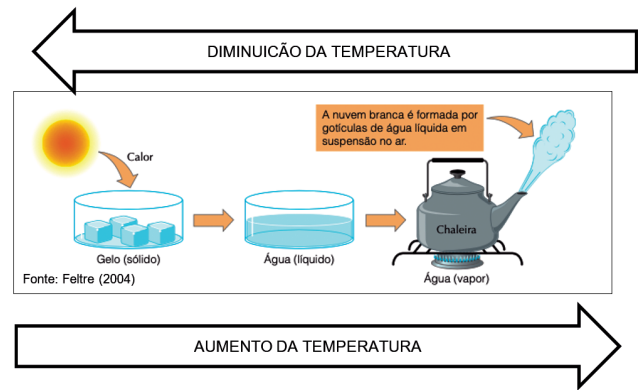 DIMINUICÃO DA TEMPERATURA
A nuvem branca é formada por
gotículas de água líquida em
suspensão no ar.
Calor
Chaleira
Gelo (sólido)
Água (líquido)
Água (vapor)
Fonte: Feltre (2004)
AUMENTO DA TEMPERATURA